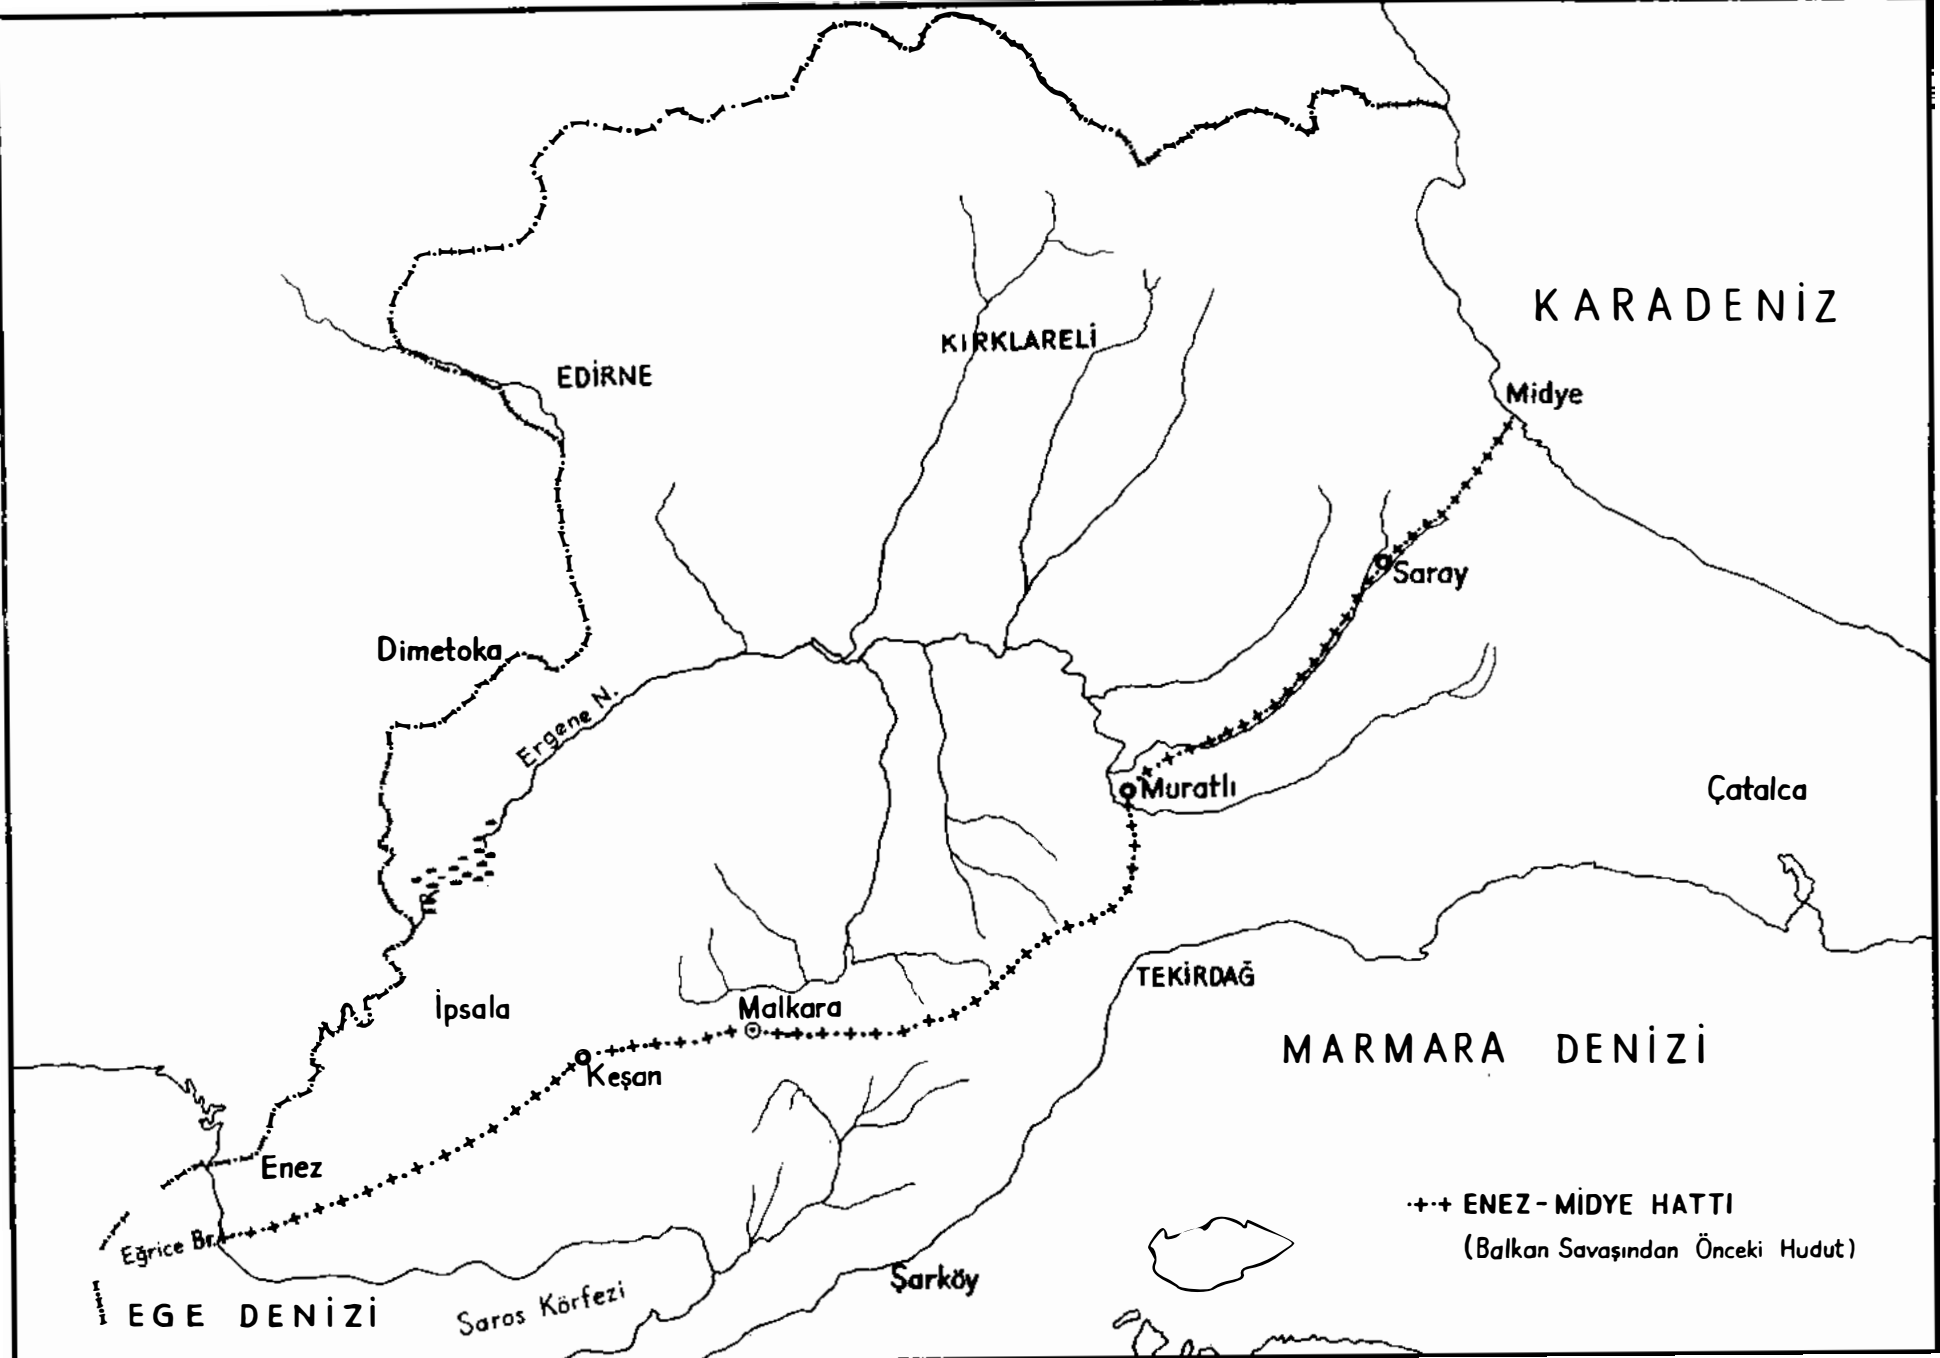 KARADENİZ
KIRKLARELİ
EDİRNE
Midye
Saray
Dimetoka
Ergene N.
Muratlı
Çatalca
TEKİRDAĞ
İpsala
Malkara
MARMARA DENİZİ
Keşan
Enez
·+·+ ENEZ-MİDYE HATTI
(Balkan Savaşından Önceki Hudut)
Eğrice Br.
Şarköy
Saros Körfezi
EGE DENİZİ